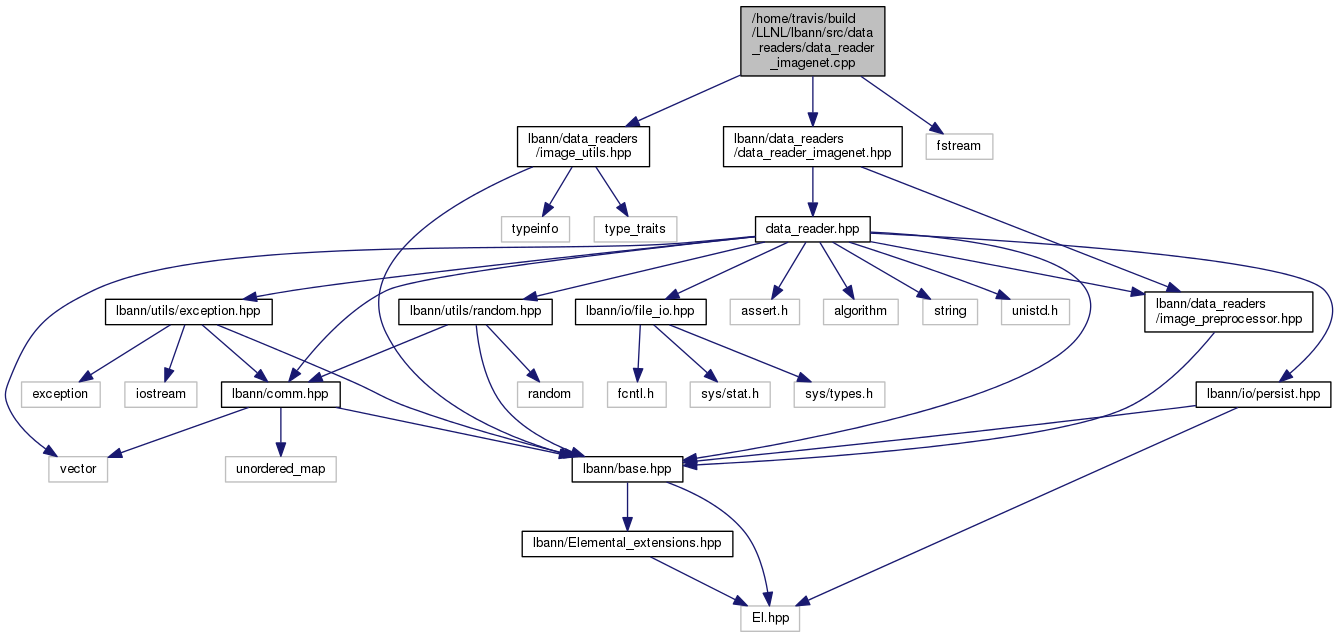 /home/travis/build
/LLNL/lbann/src/data
_readers/data_reader
_imagenet.cpp
lbann/data_readers
/image_utils.hpp
lbann/data_readers
/data_reader_imagenet.hpp
fstream
typeinfo
type_traits
data_reader.hpp
lbann/utils/exception.hpp
lbann/utils/random.hpp
lbann/io/file_io.hpp
assert.h
algorithm
string
unistd.h
lbann/data_readers
/image_preprocessor.hpp
exception
iostream
lbann/comm.hpp
random
fcntl.h
sys/stat.h
sys/types.h
lbann/io/persist.hpp
vector
unordered_map
lbann/base.hpp
lbann/Elemental_extensions.hpp
El.hpp